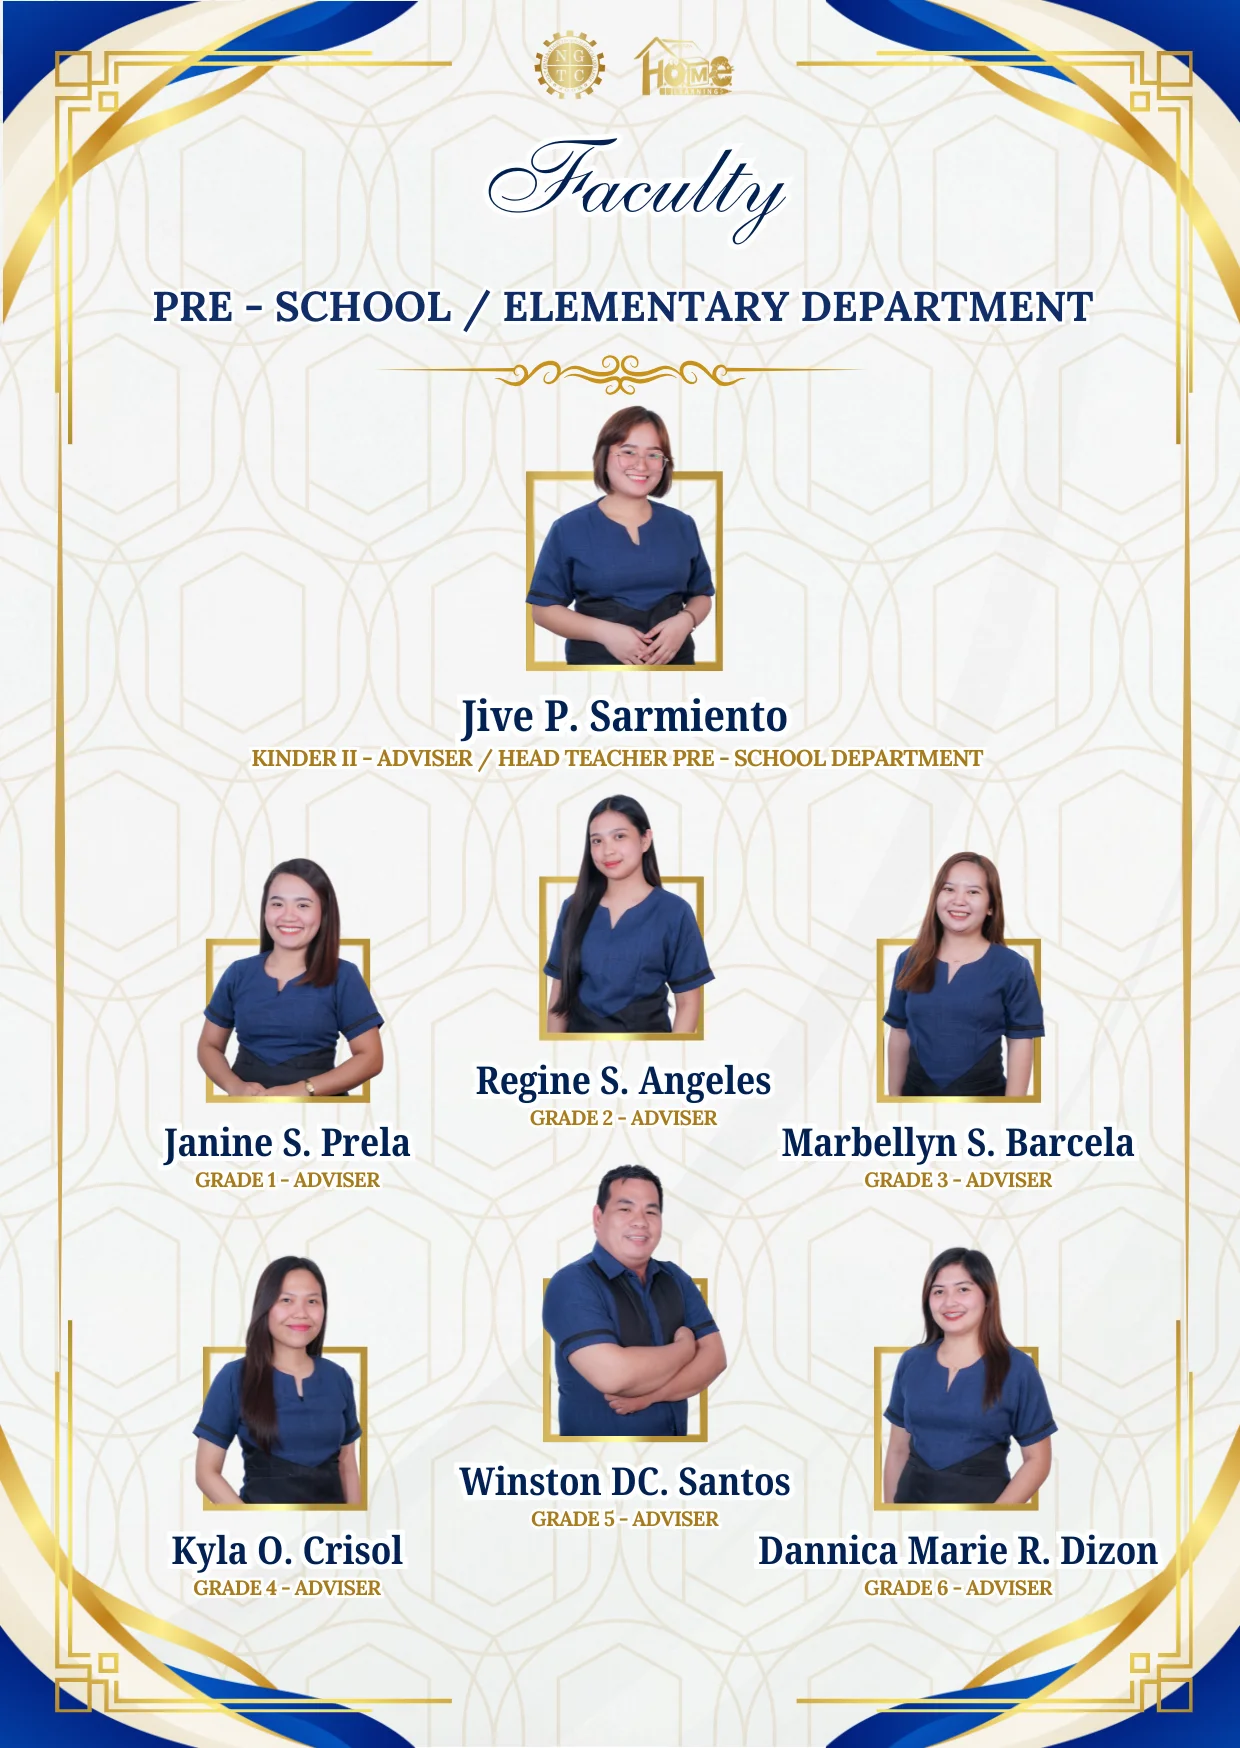 N G
T C
HOME
LEARNING
Faculty
PRE - SCHOOL / ELEMENTARY DEPARTMENT
Jive P. Sarmiento
KINDER II - ADVISER / HEAD TEACHER PRE - SCHOOL DEPARTMENT
Regine S. Angeles
GRADE 2 - ADVISER
Janine S. Prela
GRADE 1 - ADVISER
Marbellyn S. Barcela
GRADE 3 - ADVISER
Winston DC. Santos
GRADE 5 - ADVISER
Kyla O. Crisol
GRADE 4 - ADVISER
Dannica Marie R. Dizon
GRADE 6 - ADVISER